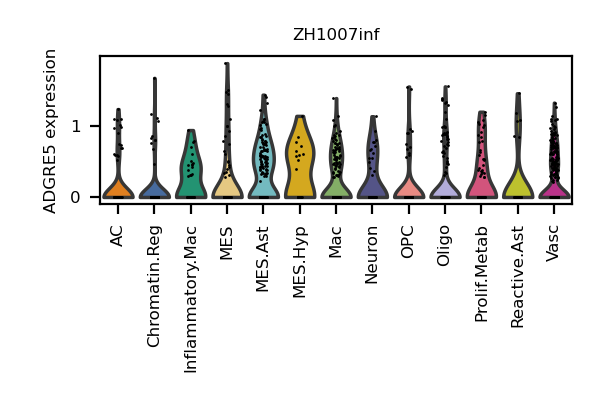 ZH1007inf
ADGRE5 expression
1
0
AC
Chromatin.Reg
Inflammatory.Mac
MES
MES.Ast
MES.Hyp
Mac
Neuron
OPC
Oligo
Prolif.Metab
Reactive.Ast
Vasc